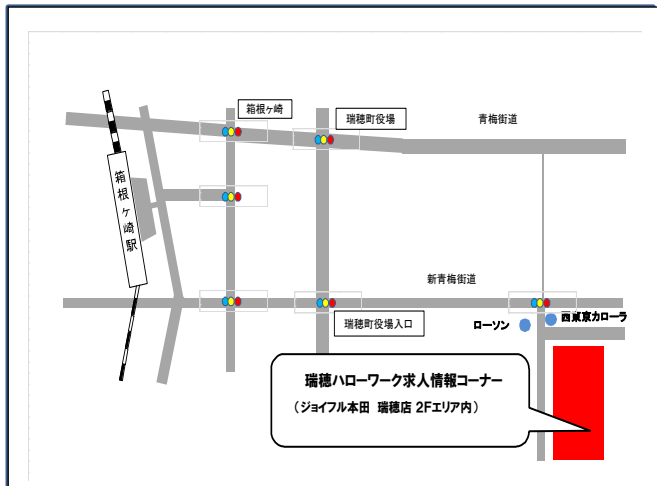 箱根ヶ崎
瑞穂町役場
青梅街道
箱根ヶ崎駅
新青梅街道
瑞穂町役場入口
ローソン
西東京カローラ
瑞穂ハローワーク求人情報コーナー
（ジョイフル本田 瑞穂店 2Fエリア内）